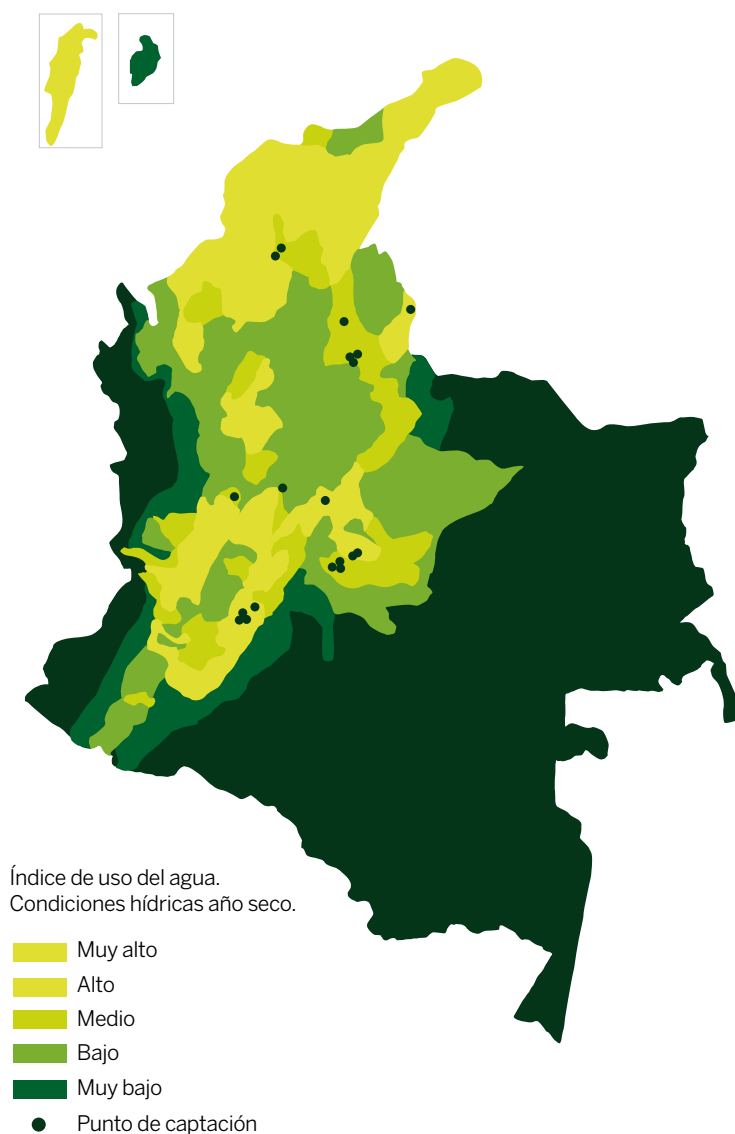 Índice de uso del agua.
Condiciones hídricas año seco.
Muy alto
Alto
Medio
Bajo
Muy bajo
Punto de captación